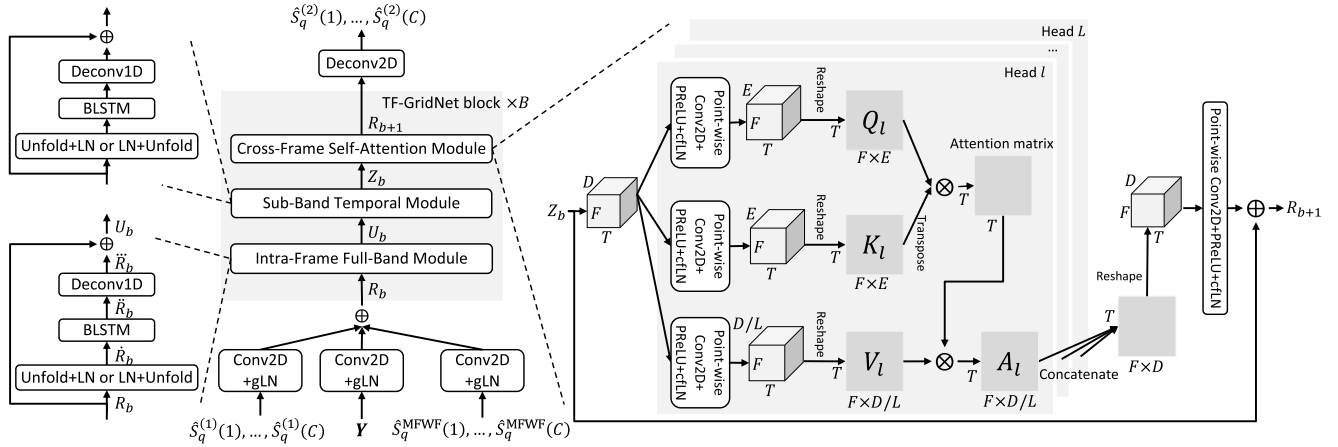 ⊕
Deconv1D
BLSTM
Unfold+LN or LN+Unfold
U_b
⊕
R⃛_b
Deconv1D
R̈_b
BLSTM
Ṙ_b
Unfold+LN or LN+Unfold
R_b
Ŝ_q^(2)(1), …, Ŝ_q^(2)(C)
Deconv2D
TF-GridNet block ×B
R_{b+1}
Cross-Frame Self-Attention Module
Z_b
Sub-Band Temporal Module
U_b
Intra-Frame Full-Band Module
R_b
⊕
Conv2D
+gLN
Conv2D
+gLN
Conv2D
+gLN
Ŝ_q^(1)(1), …, Ŝ_q^(1)(C)
Y
Ŝ_q^MFWF(1), …, Ŝ_q^MFWF(C)
Head L
...
Head l
Z_b
D
F
T
Point-wise
Conv2D+
PReLU+cfLN
E
F
T
Reshape
T
Q_l
F×E
Point-wise
Conv2D+
PReLU+cfLN
E
F
T
Reshape
T
K_l
F×E
Transpose
⊗
T
Attention matrix
T
Point-wise
Conv2D+
PReLU+cfLN
D/L
F
T
Reshape
T
V_l
F×D/L
⊗
T
A_l
F×D/L
Concatenate
T
F×D
Reshape
D
F
T
Point-wise Conv2D+PReLU+cfLN
⊕
R_{b+1}